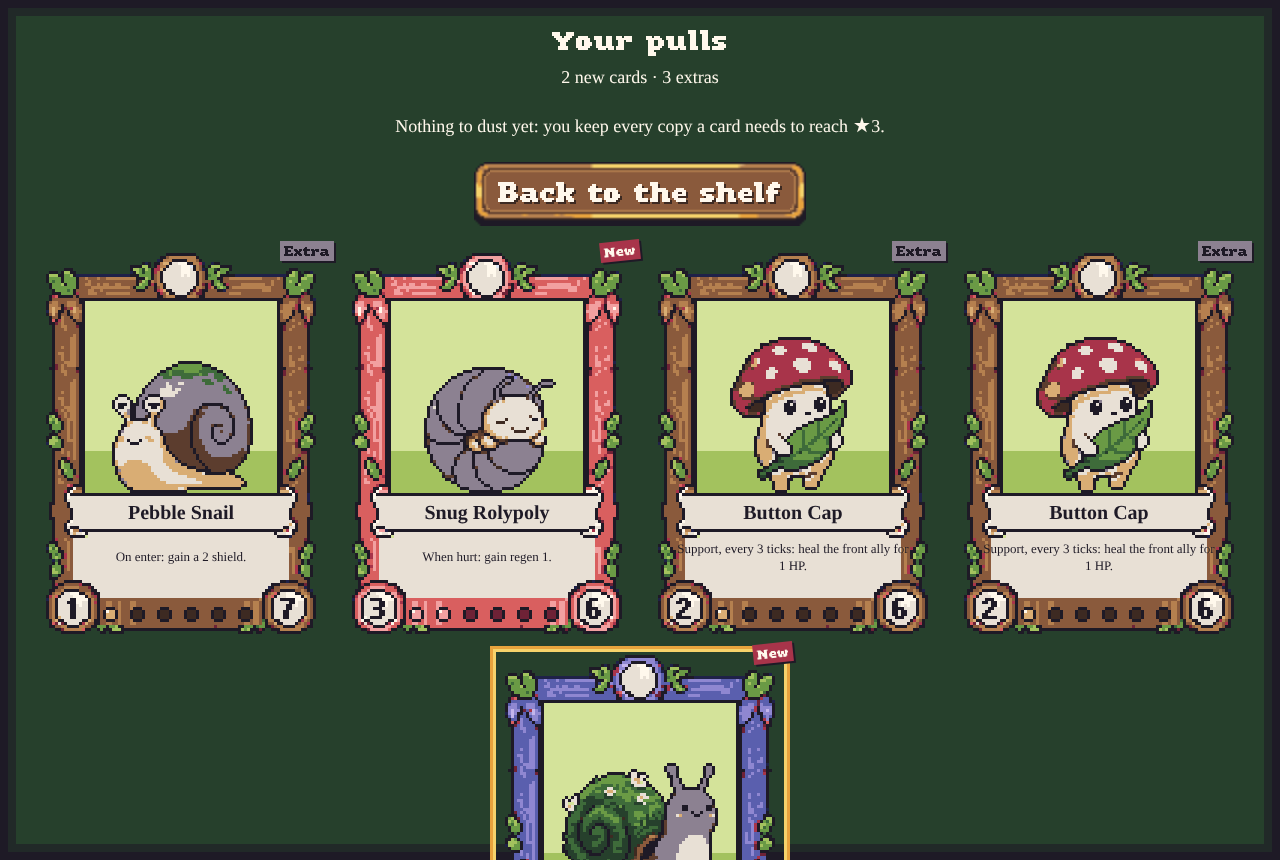 Your pulls
2 new cards · 3 extras
Nothing to dust yet: you keep every copy a card needs to reach ★3.
Back to the shelf
Extra
New
Extra
Extra
Pebble Snail
Snug Rolypoly
Button Cap
Button Cap
On enter: gain a 2 shield.
When hurt: gain regen 1.
Support, every 3 ticks: heal the front ally for
1 HP.
Support, every 3 ticks: heal the front ally for
1 HP.
1 7
3 6
2 6
2 6
New